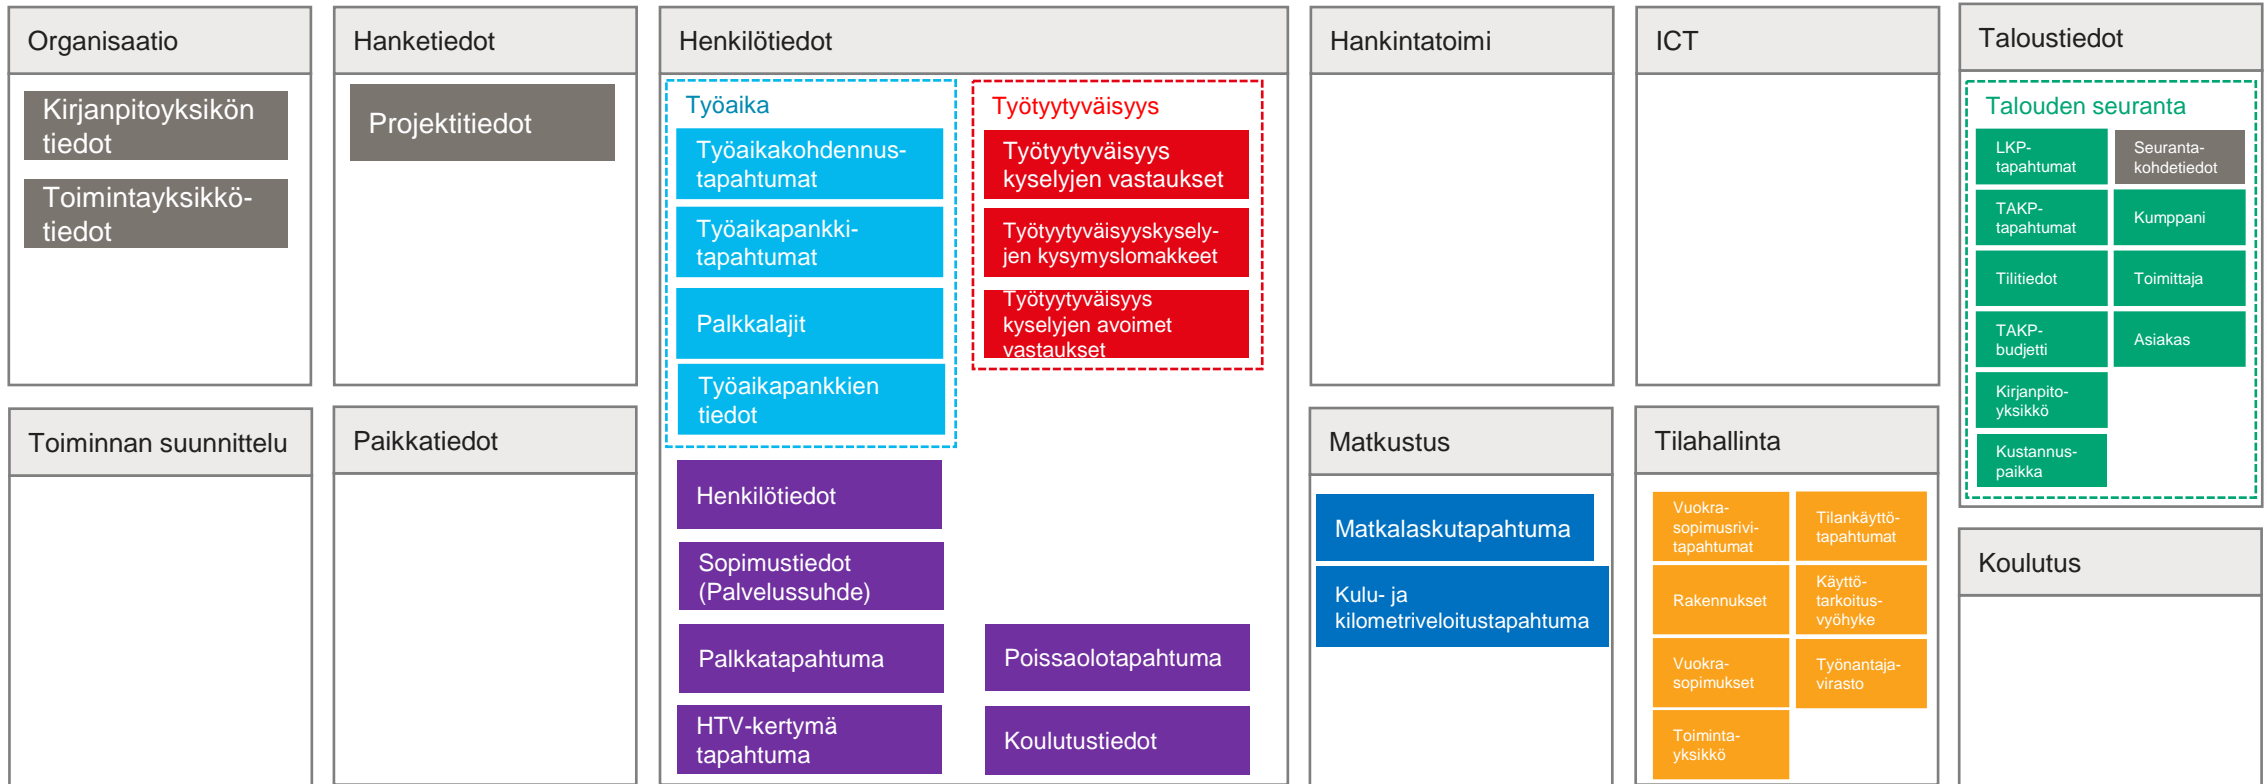 Organisaatio
Kirjanpitoyksikön
tiedot
Toimintayksikkö-
tiedot
Hanketiedot
Projektitiedot
Henkilötiedot
Työaika
Työaikakohdennus-
tapahtumat
Työaikapankki-
tapahtumat
Palkkalajit
Työaikapankkien
tiedot
Työtyytyväisyys
Työtyytyväisyys
kyselyjen vastaukset
Työtyytyväisyyskysely-
jen kysymyslomakkeet
Työtyytyväisyys
kyselyjen avoimet
vastaukset
Henkilötiedot
Sopimustiedot
(Palvelussuhde)
Palkkatapahtuma
HTV-kertymä
tapahtuma
Poissaolotapahtuma
Koulutustiedot
Hankintatoimi
ICT
Taloustiedot
Talouden seuranta
LKP-
tapahtumat
TAKP-
tapahtumat
Tilitiedot
TAKP-
budjetti
Kirjanpito-
yksikkö
Kustannus-
paikka
Seuranta-
kohdetiedot
Kumppani
Toimittaja
Asiakas
Toiminnan suunnittelu
Paikkatiedot
Matkustus
Matkalaskutapahtuma
Kulu- ja
kilometriveloitustapahtuma
Tilahallinta
Vuokra-
sopimusrivi-
tapahtumat
Rakennukset
Vuokra-
sopimukset
Toiminta-
yksikkö
Tilankäyttö-
tapahtumat
Käyttö-
tarkoitus-
vyöhyke
Työnantaja-
virasto
Koulutus